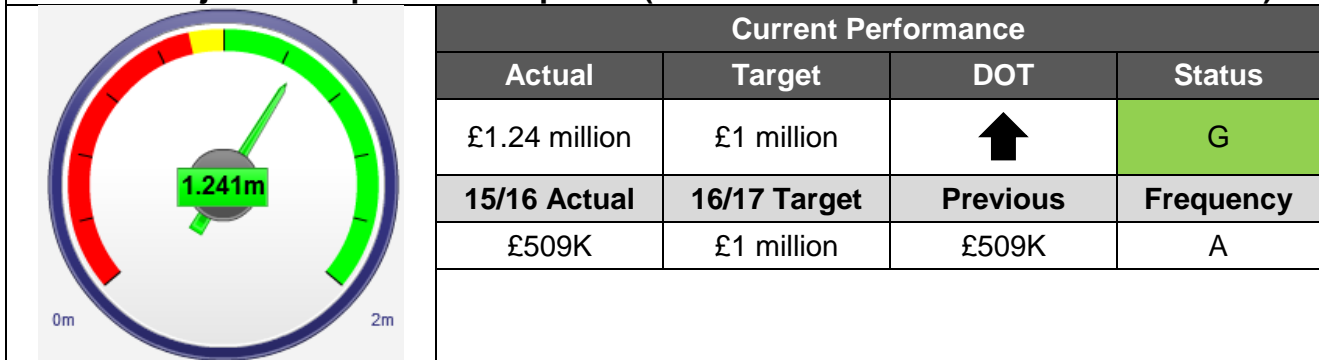 Current Performance
Actual Target DOT Status
£1.24 million £1 million G
1.241m
15/16 Actual 16/17 Target Previous Frequency
£509K £1 million £509K A
0m 2m